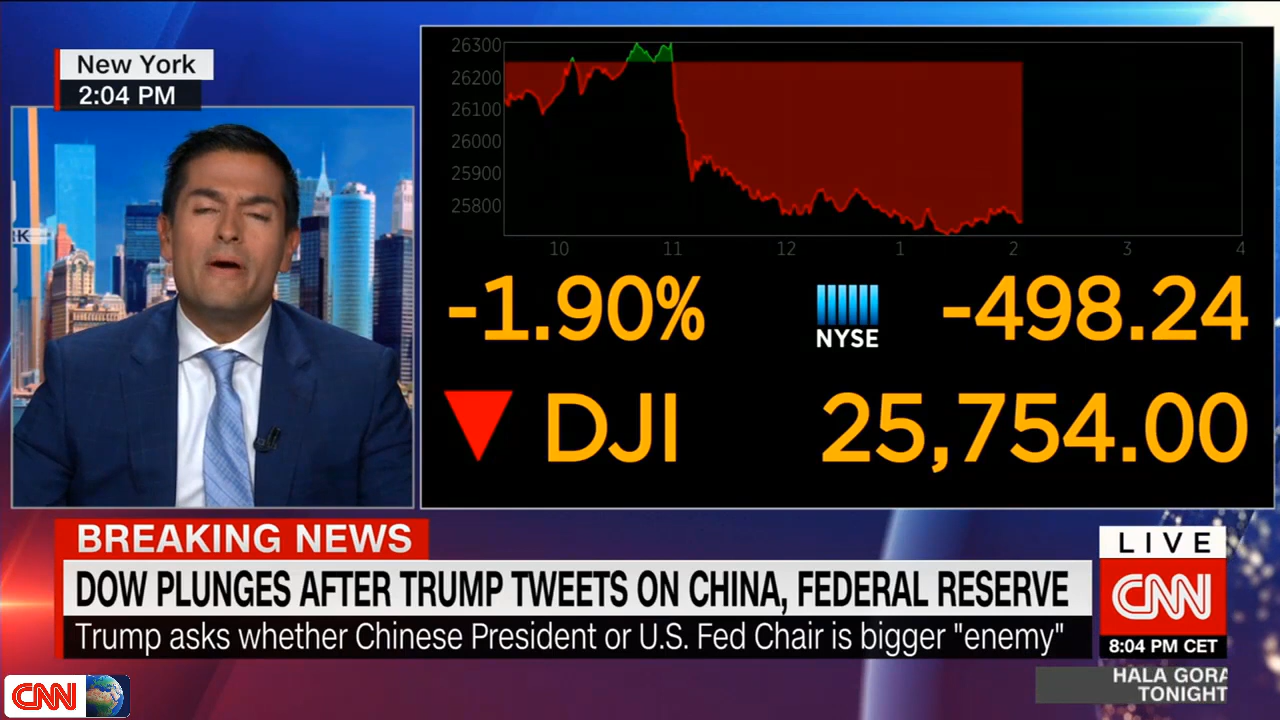 New York
2:04 PM
K
26300
26200
26100
26000
25900
25800
10 11 12 1 2 3 4
-1.90% NYSE -498.24
DJI 25,754.00
BREAKING NEWS
DOW PLUNGES AFTER TRUMP TWEETS ON CHINA, FEDERAL RESERVE
Trump asks whether Chinese President or U.S. Fed Chair is bigger "enemy"
LIVE
CNN
8:04 PM CET
HALA GORA
TONIGHT
CNN